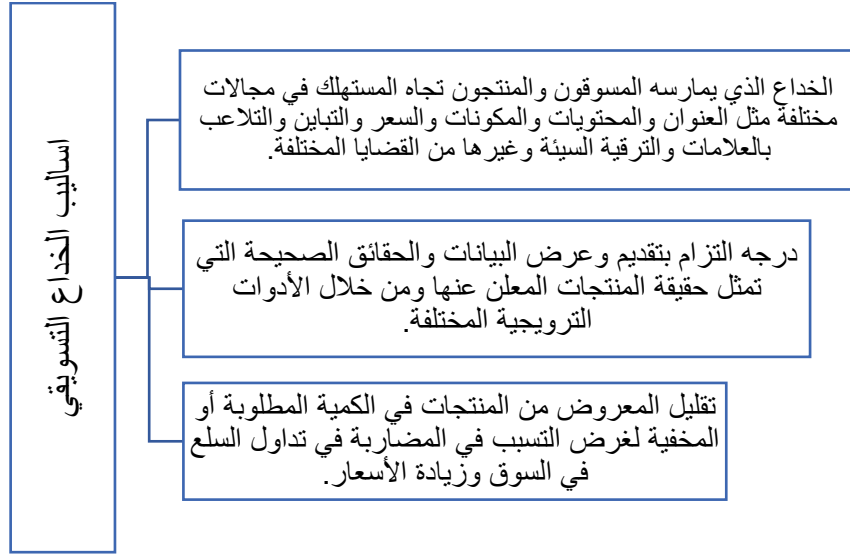 اساليب الخداع التسويقي
الخداع الذي يمارسه المسوقون والمنتجون تجاه المستهلك في مجالات
مختلفة مثل العنوان والمحتويات والمكونات والسعر والتباين والتلاعب
بالعلامات والترقية السيئة وغيرها من القضايا المختلفة.
درجه التزام بتقديم وعرض البيانات والحقائق الصحيحة التي
تمثل حقيقة المنتجات المعلن عنها ومن خلال الأدوات
الترويجية المختلفة.
تقليل المعروض من المنتجات في الكمية المطلوبة أو
المخفية لغرض التسبب في المضاربة في تداول السلع
في السوق وزيادة الأسعار.